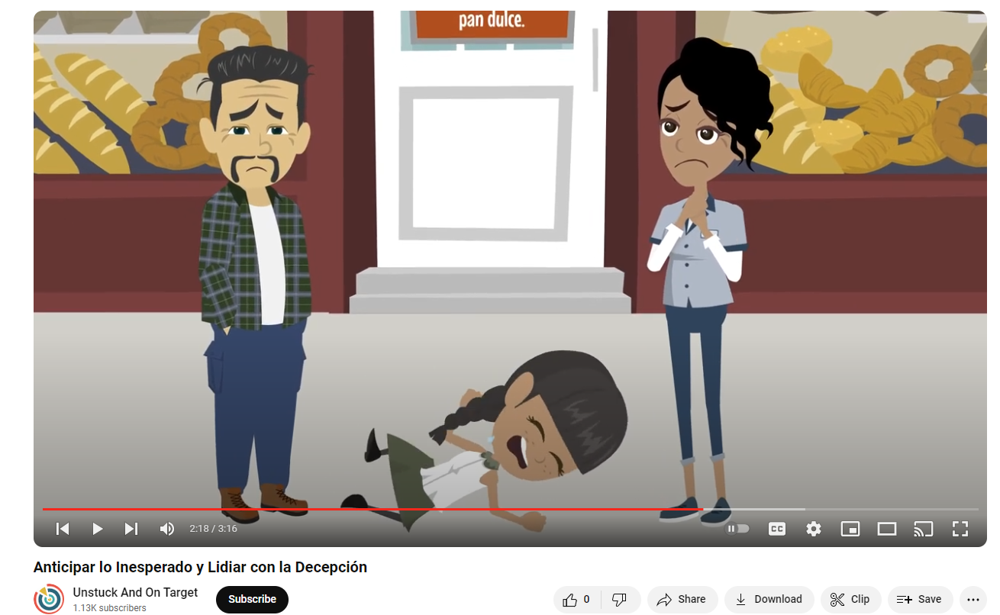 pan dulce.
2:18 / 3:16
CC
Anticipar lo Inesperado y Lidiar con la Decepción
Unstuck And On Target
1.13K subscribers
Subscribe
0
Share
Download
Clip
Save